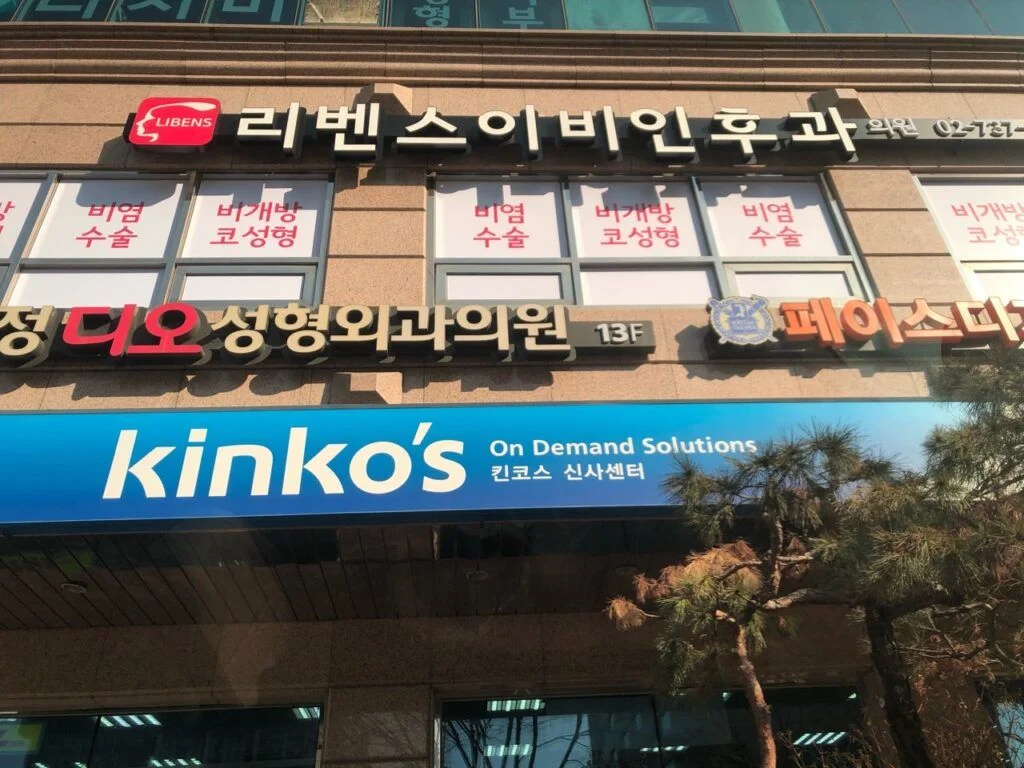 LIBENS 리벤스이비인후과 의원 02-737-
비염 수술
비개방 코성형
비염 수술
비개방 코성형
비염 수술
비개방 코성형
디오성형외과의원 13F
페이스디
kinko's On Demand Solutions
킨코스 신사센터